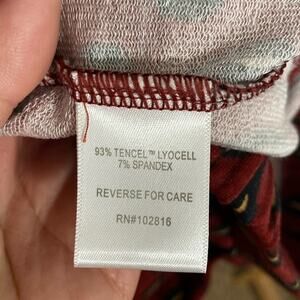 93% TENCEL™ LYOCELL
7% SPANDEX
REVERSE FOR CARE
RN#102816